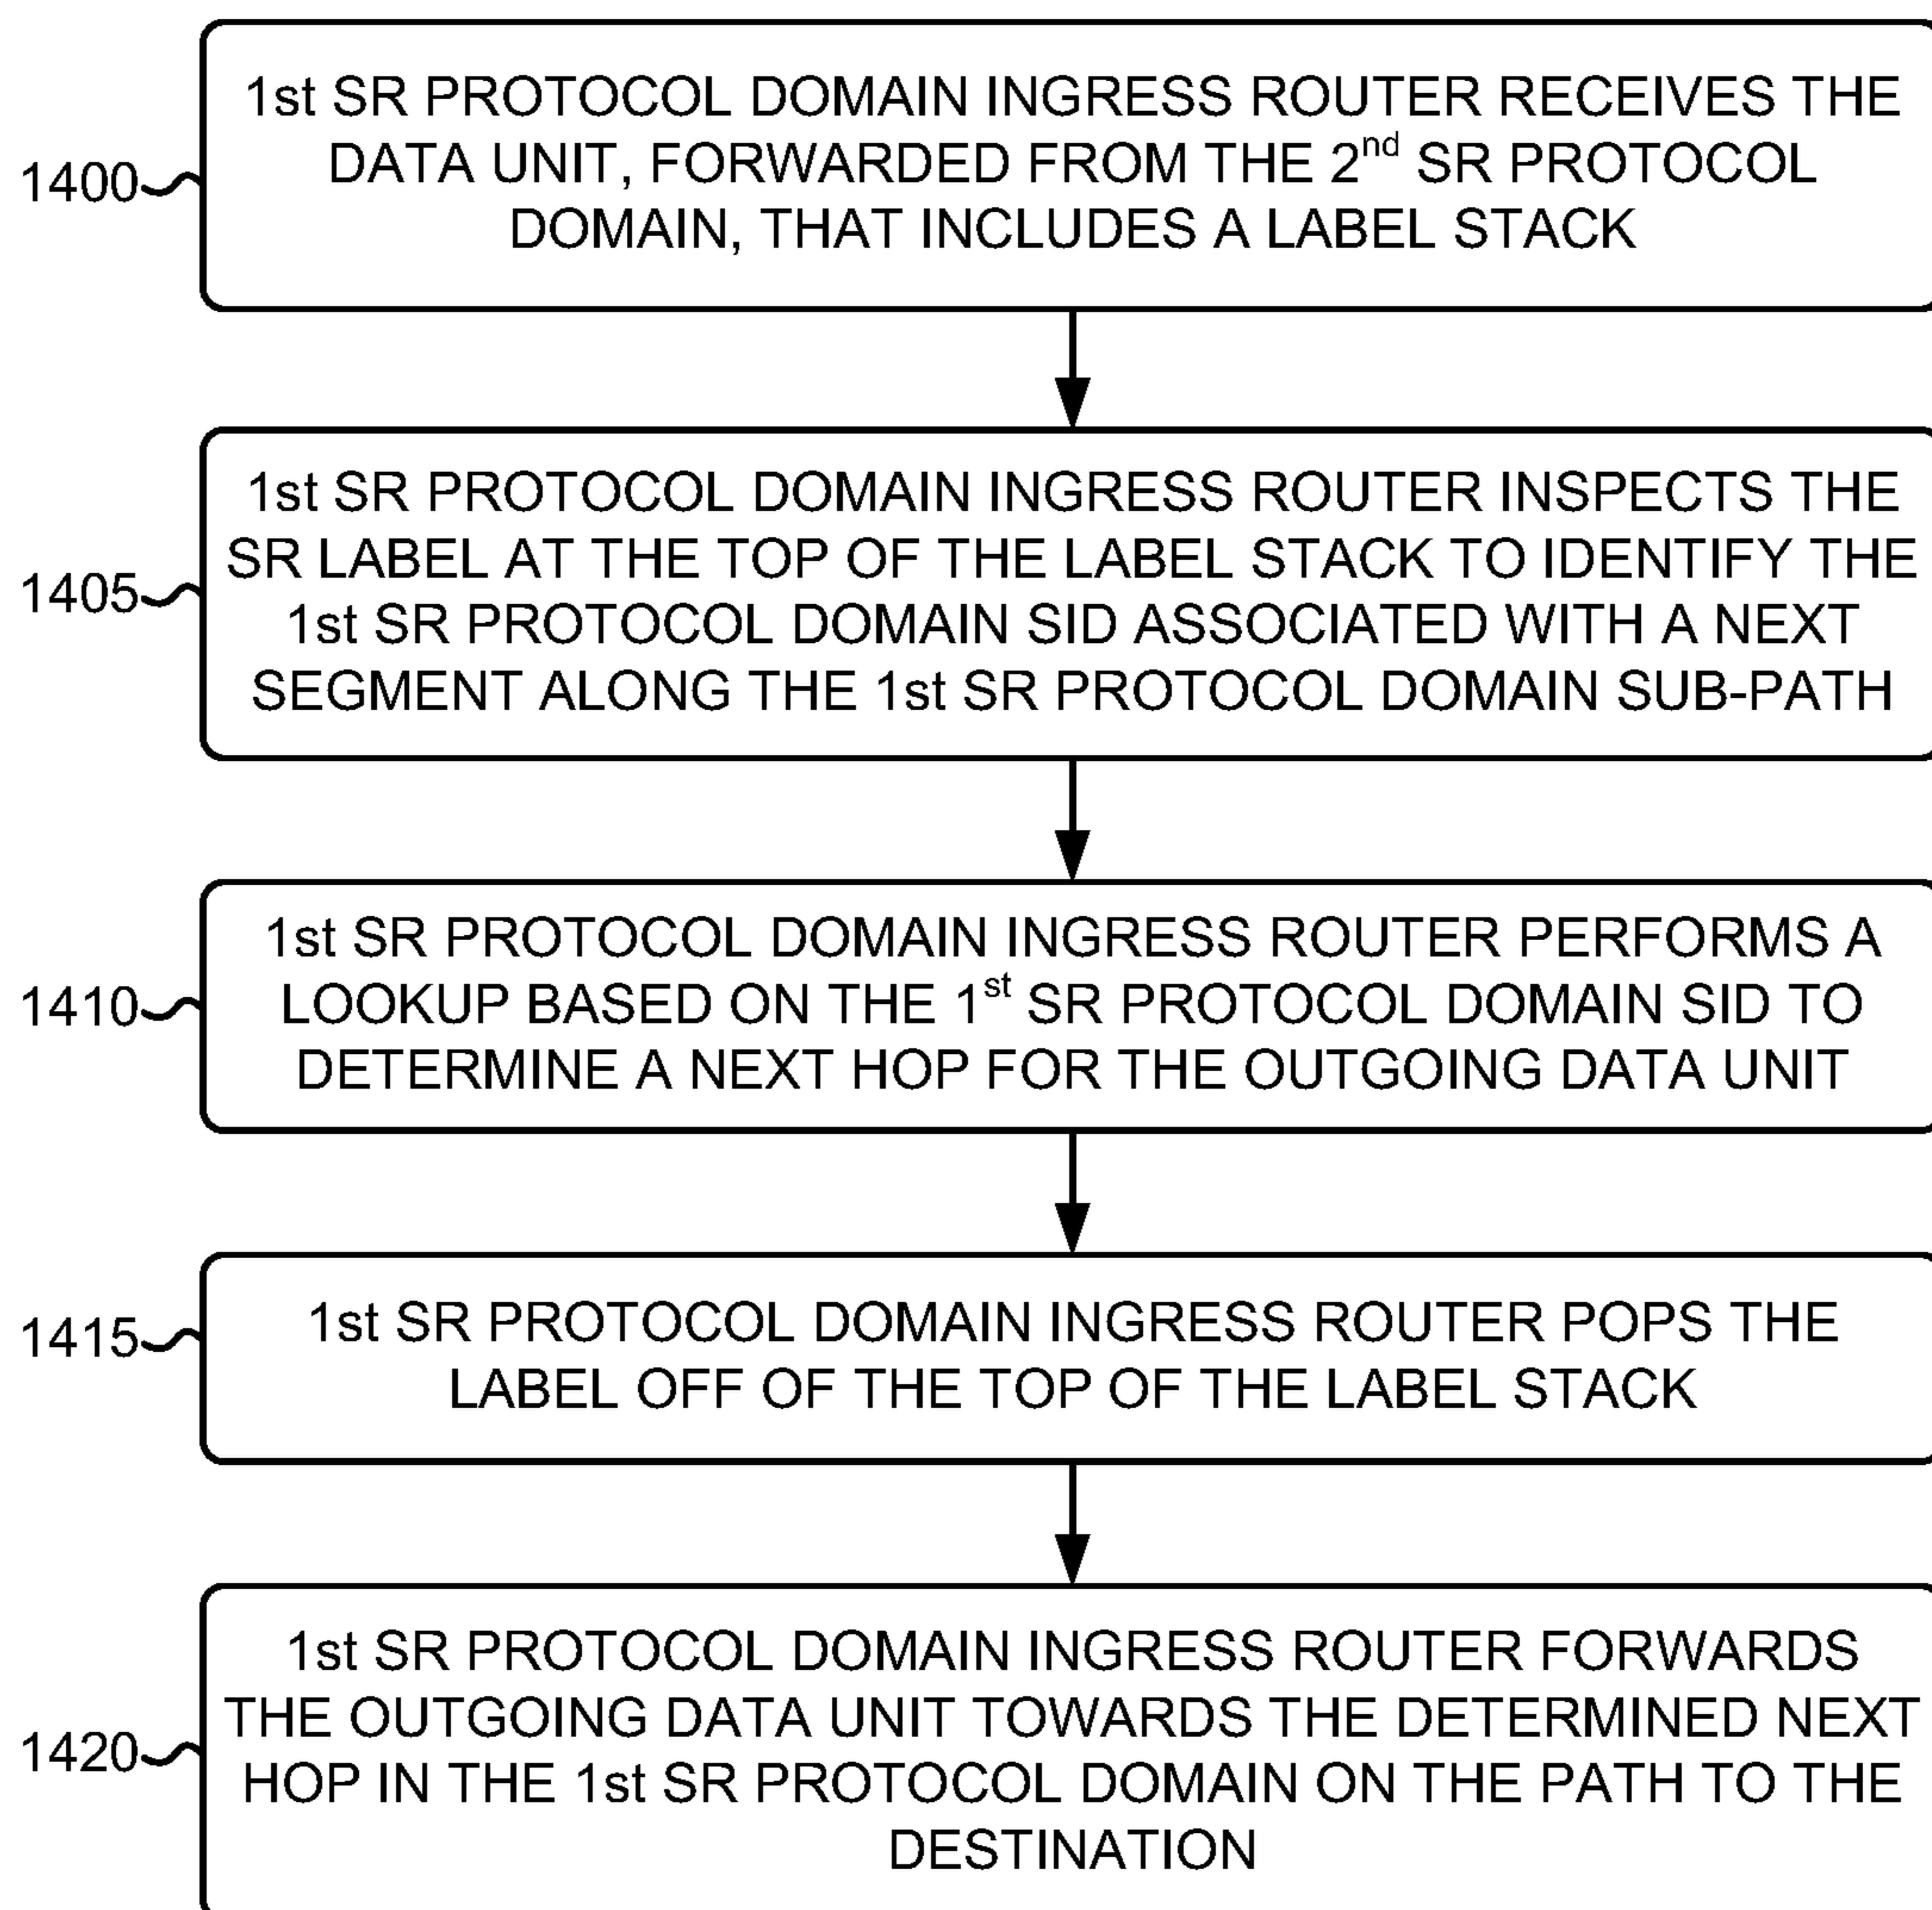 1st SR PROTOCOL DOMAIN INGRESS ROUTER RECEIVES THE
DATA UNIT, FORWARDED FROM THE 2nd SR PROTOCOL
DOMAIN, THAT INCLUDES A LABEL STACK
1400
1st SR PROTOCOL DOMAIN INGRESS ROUTER INSPECTS THE
SR LABEL AT THE TOP OF THE LABEL STACK TO IDENTIFY THE
1st SR PROTOCOL DOMAIN SID ASSOCIATED WITH A NEXT
SEGMENT ALONG THE 1st SR PROTOCOL DOMAIN SUB-PATH
1405
1st SR PROTOCOL DOMAIN INGRESS ROUTER PERFORMS A
LOOKUP BASED ON THE 1st SR PROTOCOL DOMAIN SID TO
DETERMINE A NEXT HOP FOR THE OUTGOING DATA UNIT
1410
1st SR PROTOCOL DOMAIN INGRESS ROUTER POPS THE
LABEL OFF OF THE TOP OF THE LABEL STACK
1415
1st SR PROTOCOL DOMAIN INGRESS ROUTER FORWARDS
THE OUTGOING DATA UNIT TOWARDS THE DETERMINED NEXT
HOP IN THE 1st SR PROTOCOL DOMAIN ON THE PATH TO THE
DESTINATION
1420